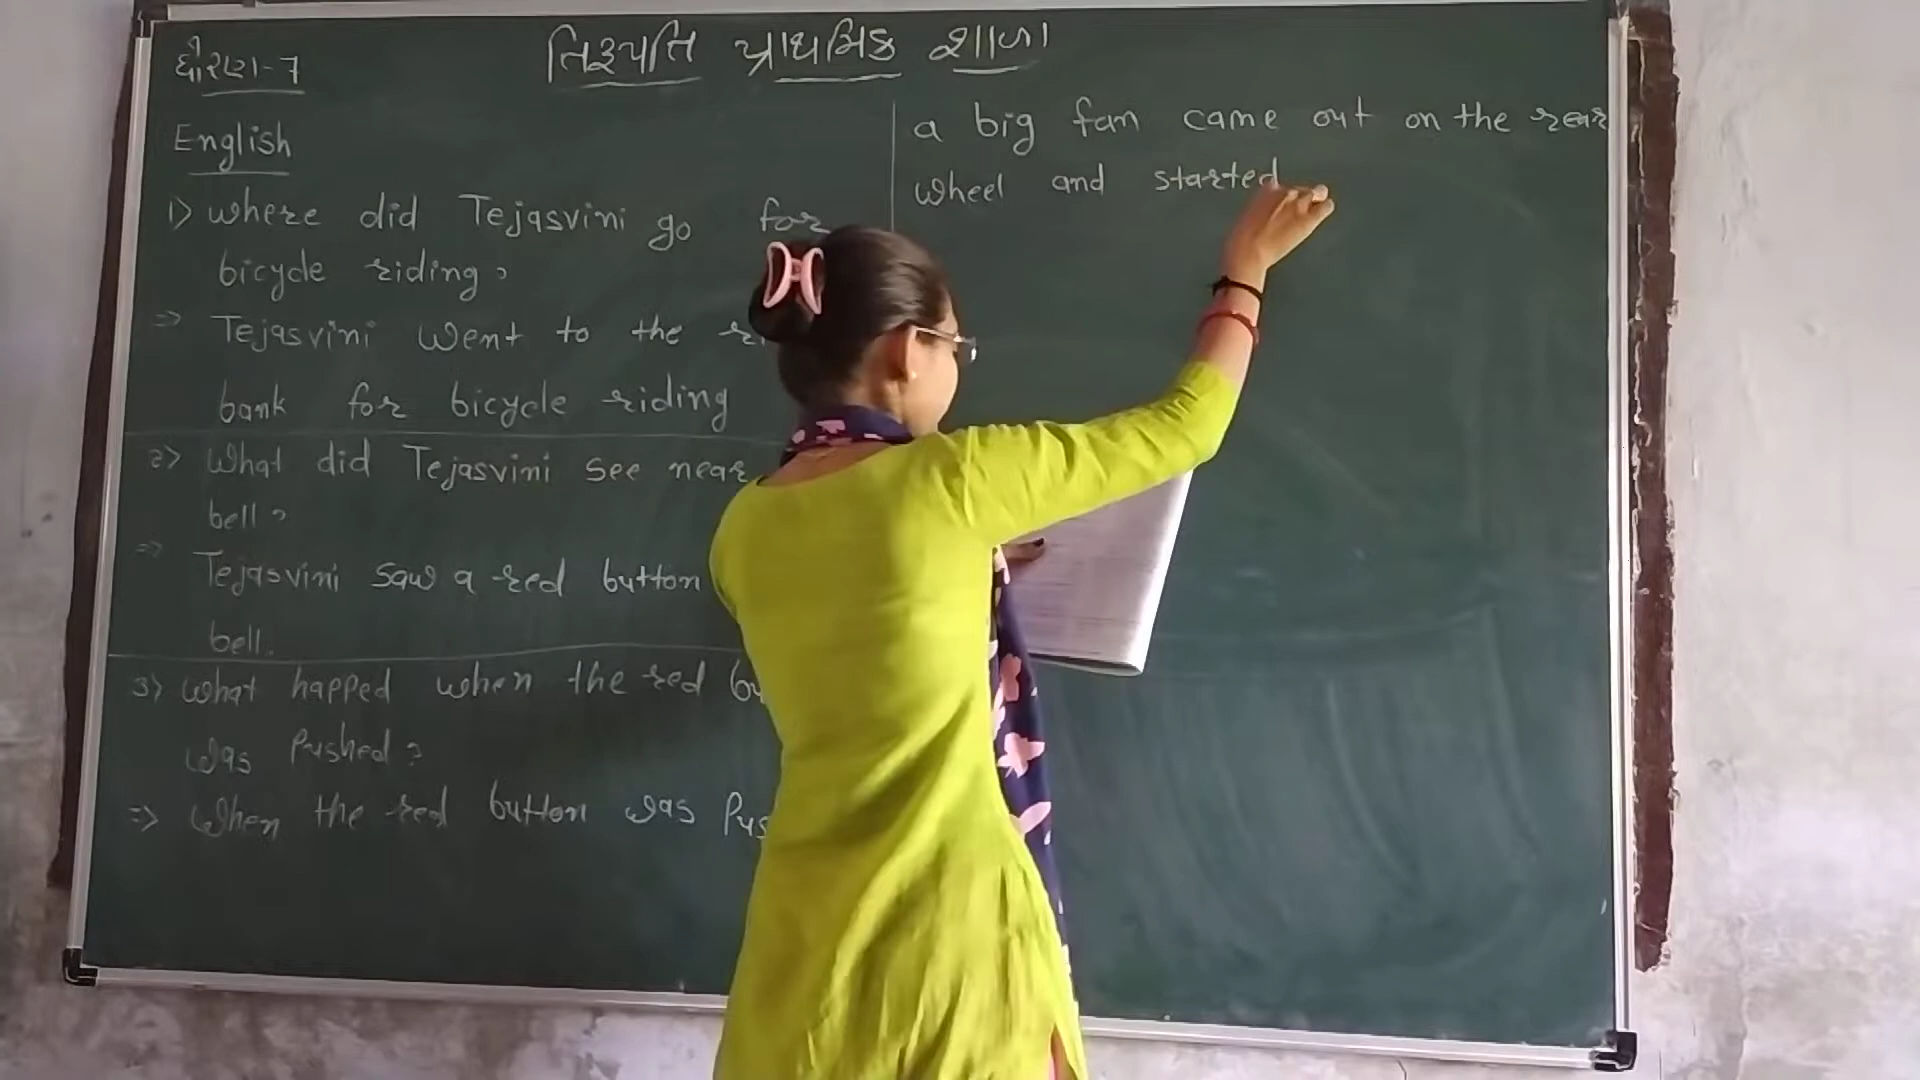 ધોરણ-7
તિરૂપતિ પ્રાથમિક શાળા
English
1) where did Tejasvini go for
bicycle riding?
⇒ Tejasvini went to the
bank for bicycle riding
2) What did Tejasvini see near
bell?
⇒ Tejasvini saw a red button
bell.
3) what happed when the red
was Pushed?
⇒ When the red button was
a big fan came out on the rear
wheel and started